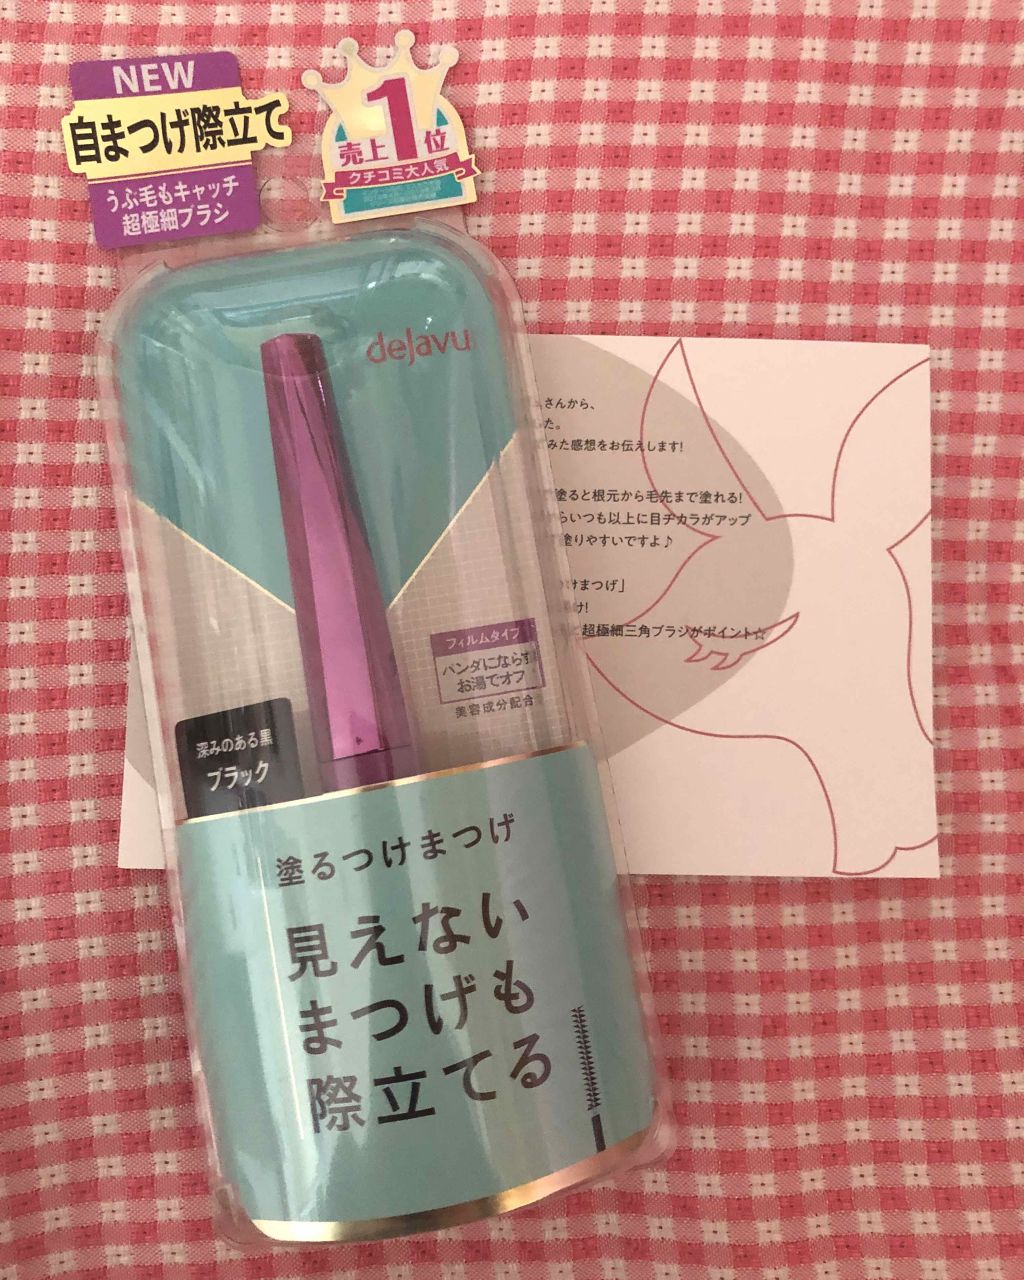 NEW
自まつげ際立て
うぶ毛もキャッチ
超極細ブラシ
売上1位
クチコミ大人気
dejavu
フィルムタイプ
パンダにならず
お湯でオフ
美容成分配合
深みのある黒
ブラック
塗るつけまつげ
見えない
まつげも
際立てる
さんから、
た。
みた感想をお伝えします!
塗ると根元から毛先まで塗れる!
らいつも以上に目ヂカラがアップ
塗りやすいですよ♪
けまつげ」
け!
超極細三角ブラシがポイント☆